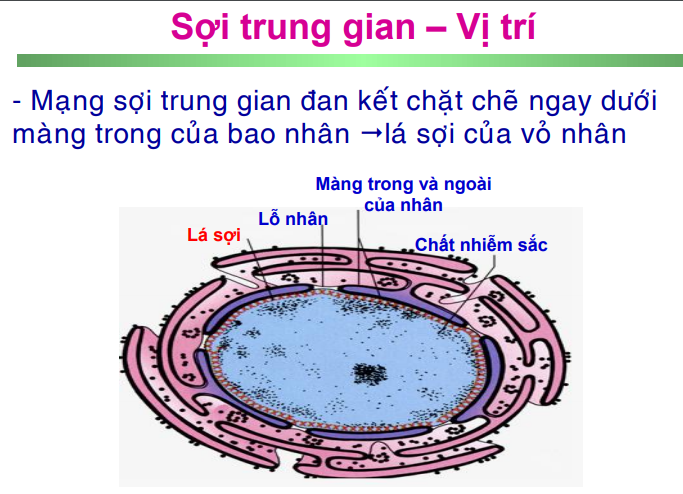 Sợi trung gian – Vị trí
- Mạng sợi trung gian đan kết chặt chẽ ngay dưới
màng trong của bao nhân →lá sợi của vỏ nhân
Màng trong và ngoài
của nhân
Lỗ nhân
Lá sợi
Chất nhiễm sắc